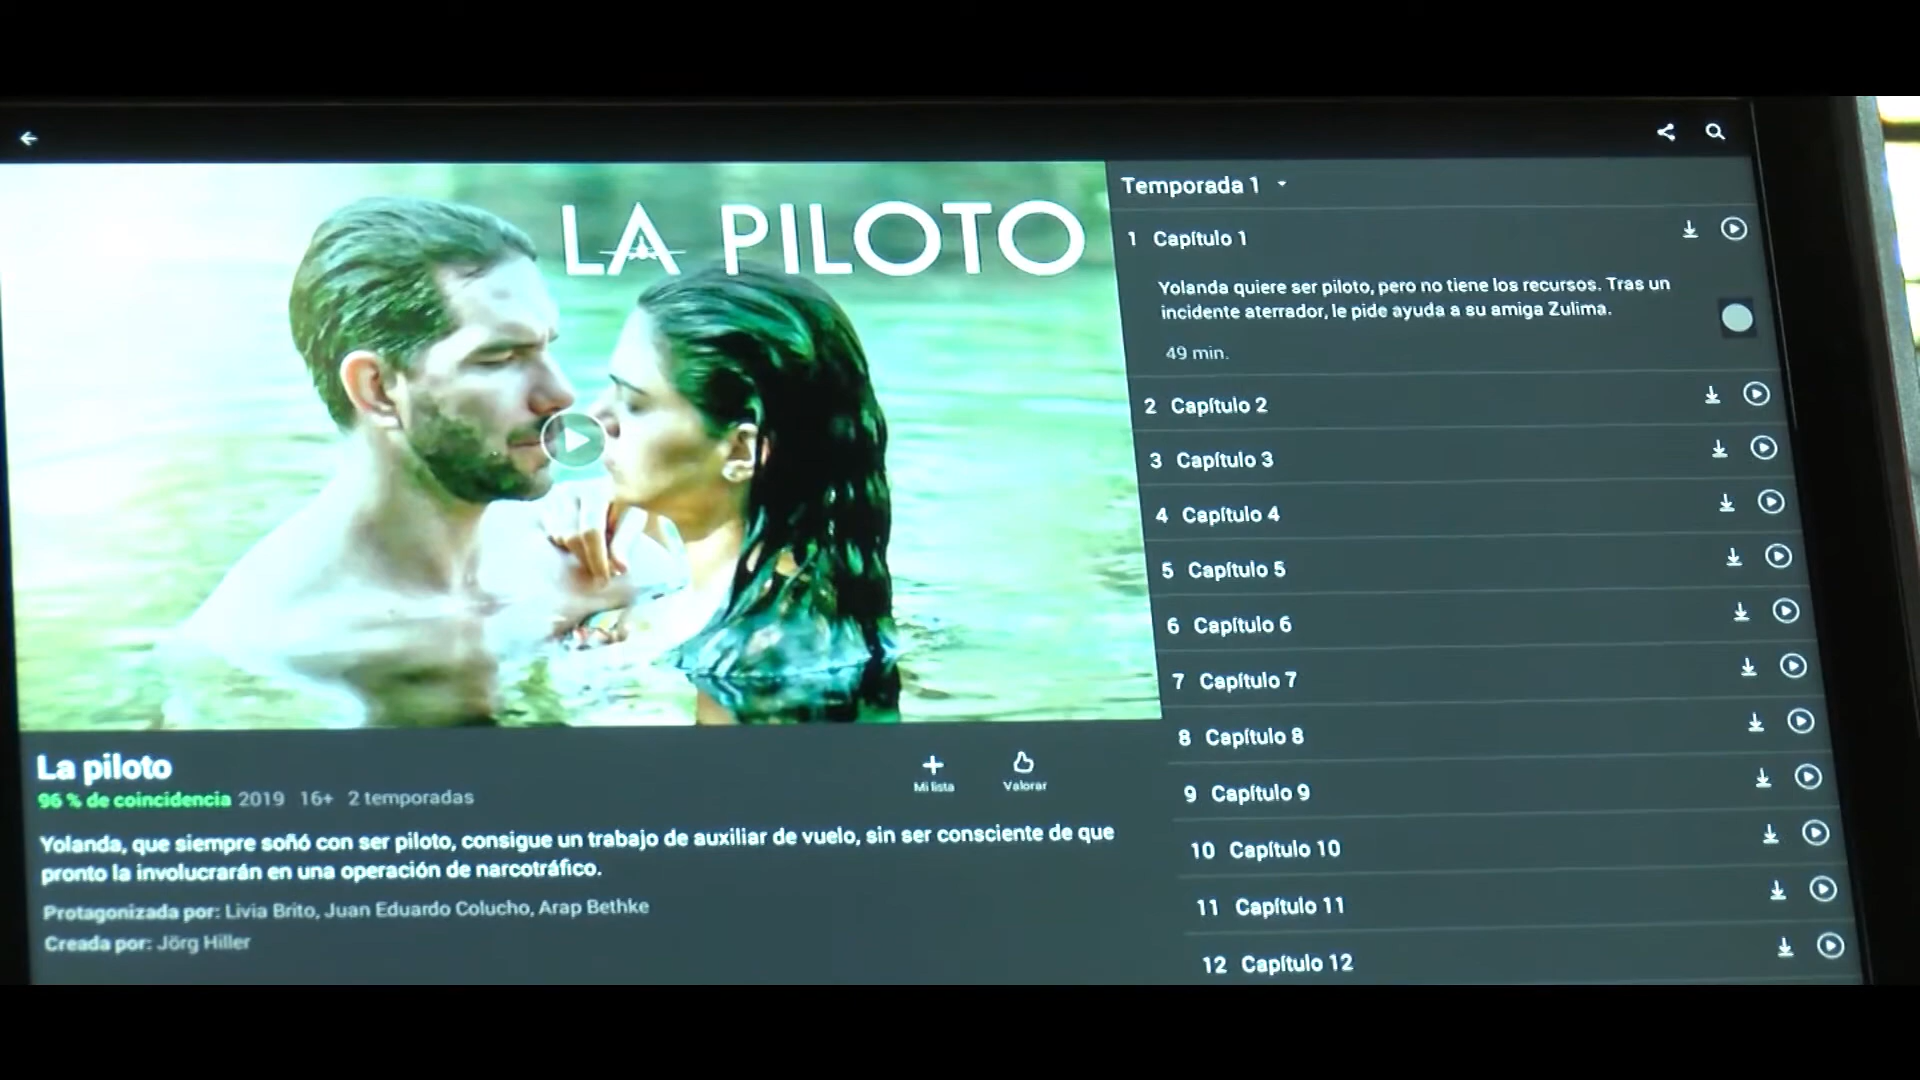 LA PILOTO
La piloto
96 % de coincidencia 2019 16+ 2 temporadas
Mi lista
Valorar
Yolanda, que siempre soñó con ser piloto, consigue un trabajo de auxiliar de vuelo, sin ser consciente de que
pronto la involucrarán en una operación de narcotráfico.
Protagonizada por: Livia Brito, Juan Eduardo Colucho, Arap Bethke
Creada por: Jörg Hiller
Temporada 1
1 Capítulo 1
Yolanda quiere ser piloto, pero no tiene los recursos. Tras un
incidente aterrador, le pide ayuda a su amiga Zulima.
49 min.
2 Capítulo 2
3 Capítulo 3
4 Capítulo 4
5 Capítulo 5
6 Capítulo 6
7 Capítulo 7
8 Capítulo 8
9 Capítulo 9
10 Capítulo 10
11 Capítulo 11
12 Capítulo 12